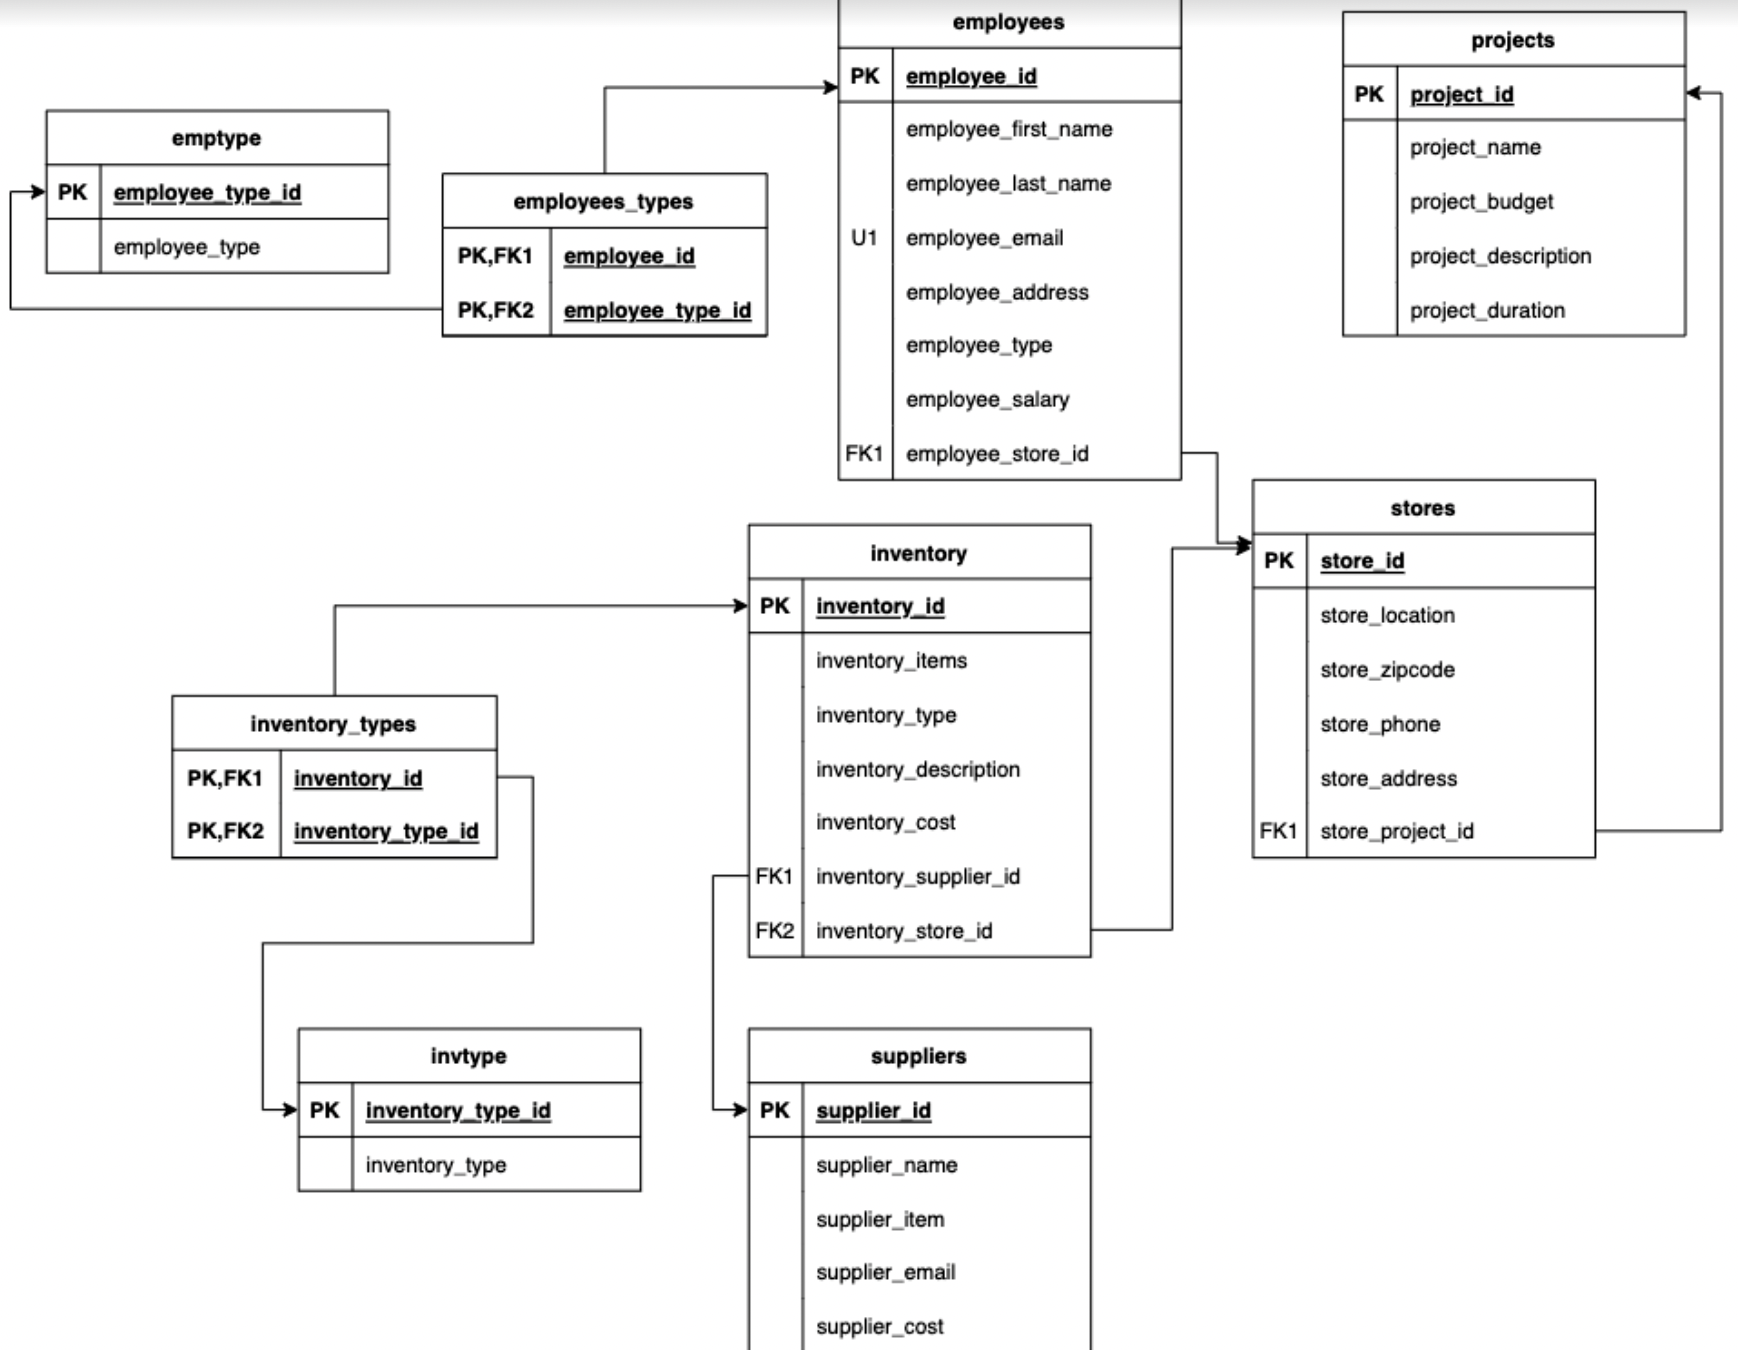 employees
PK employee_id
employee_first_name
employee_last_name
U1 employee_email
employee_address
employee_type
employee_salary
FK1 employee_store_id
projects
PK project_id
project_name
project_budget
project_description
project_duration
emptype
PK employee_type_id
employee_type
employees_types
PK,FK1 employee_id
PK,FK2 employee_type_id
stores
PK store_id
store_location
store_zipcode
store_phone
store_address
FK1 store_project_id
inventory
PK inventory_id
inventory_items
inventory_type
inventory_description
inventory_cost
FK1 inventory_supplier_id
FK2 inventory_store_id
inventory_types
PK,FK1 inventory_id
PK,FK2 inventory_type_id
invtype
PK inventory_type_id
inventory_type
suppliers
PK supplier_id
supplier_name
supplier_item
supplier_email
supplier_cost